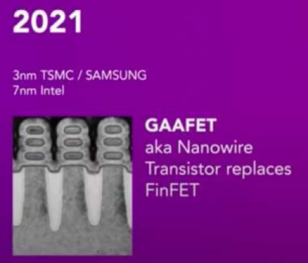 2021
3nm TSMC / SAMSUNG
7nm Intel
GAAFET
aka Nanowire
Transistor replaces
FinFET